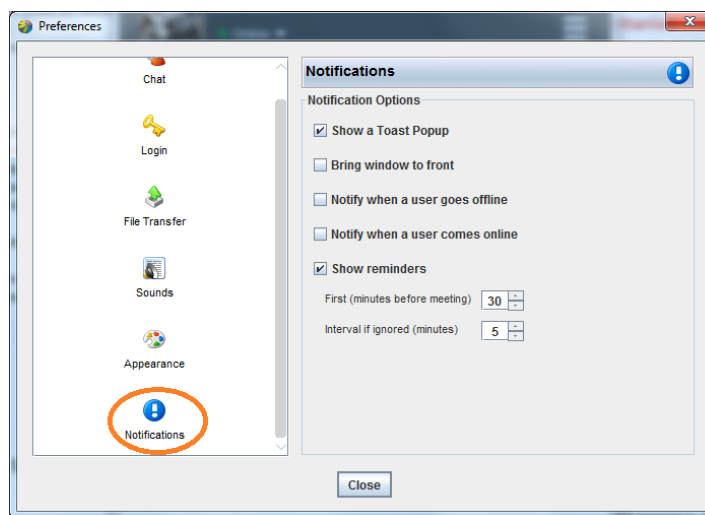 Preferences
Chat
Login
File Transfer
Sounds
Appearance
Notifications
Notifications
Notification Options
Show a Toast Popup
Bring window to front
Notify when a user goes offline
Notify when a user comes online
Show reminders
First (minutes before meeting) 30
Interval if ignored (minutes) 5
Close